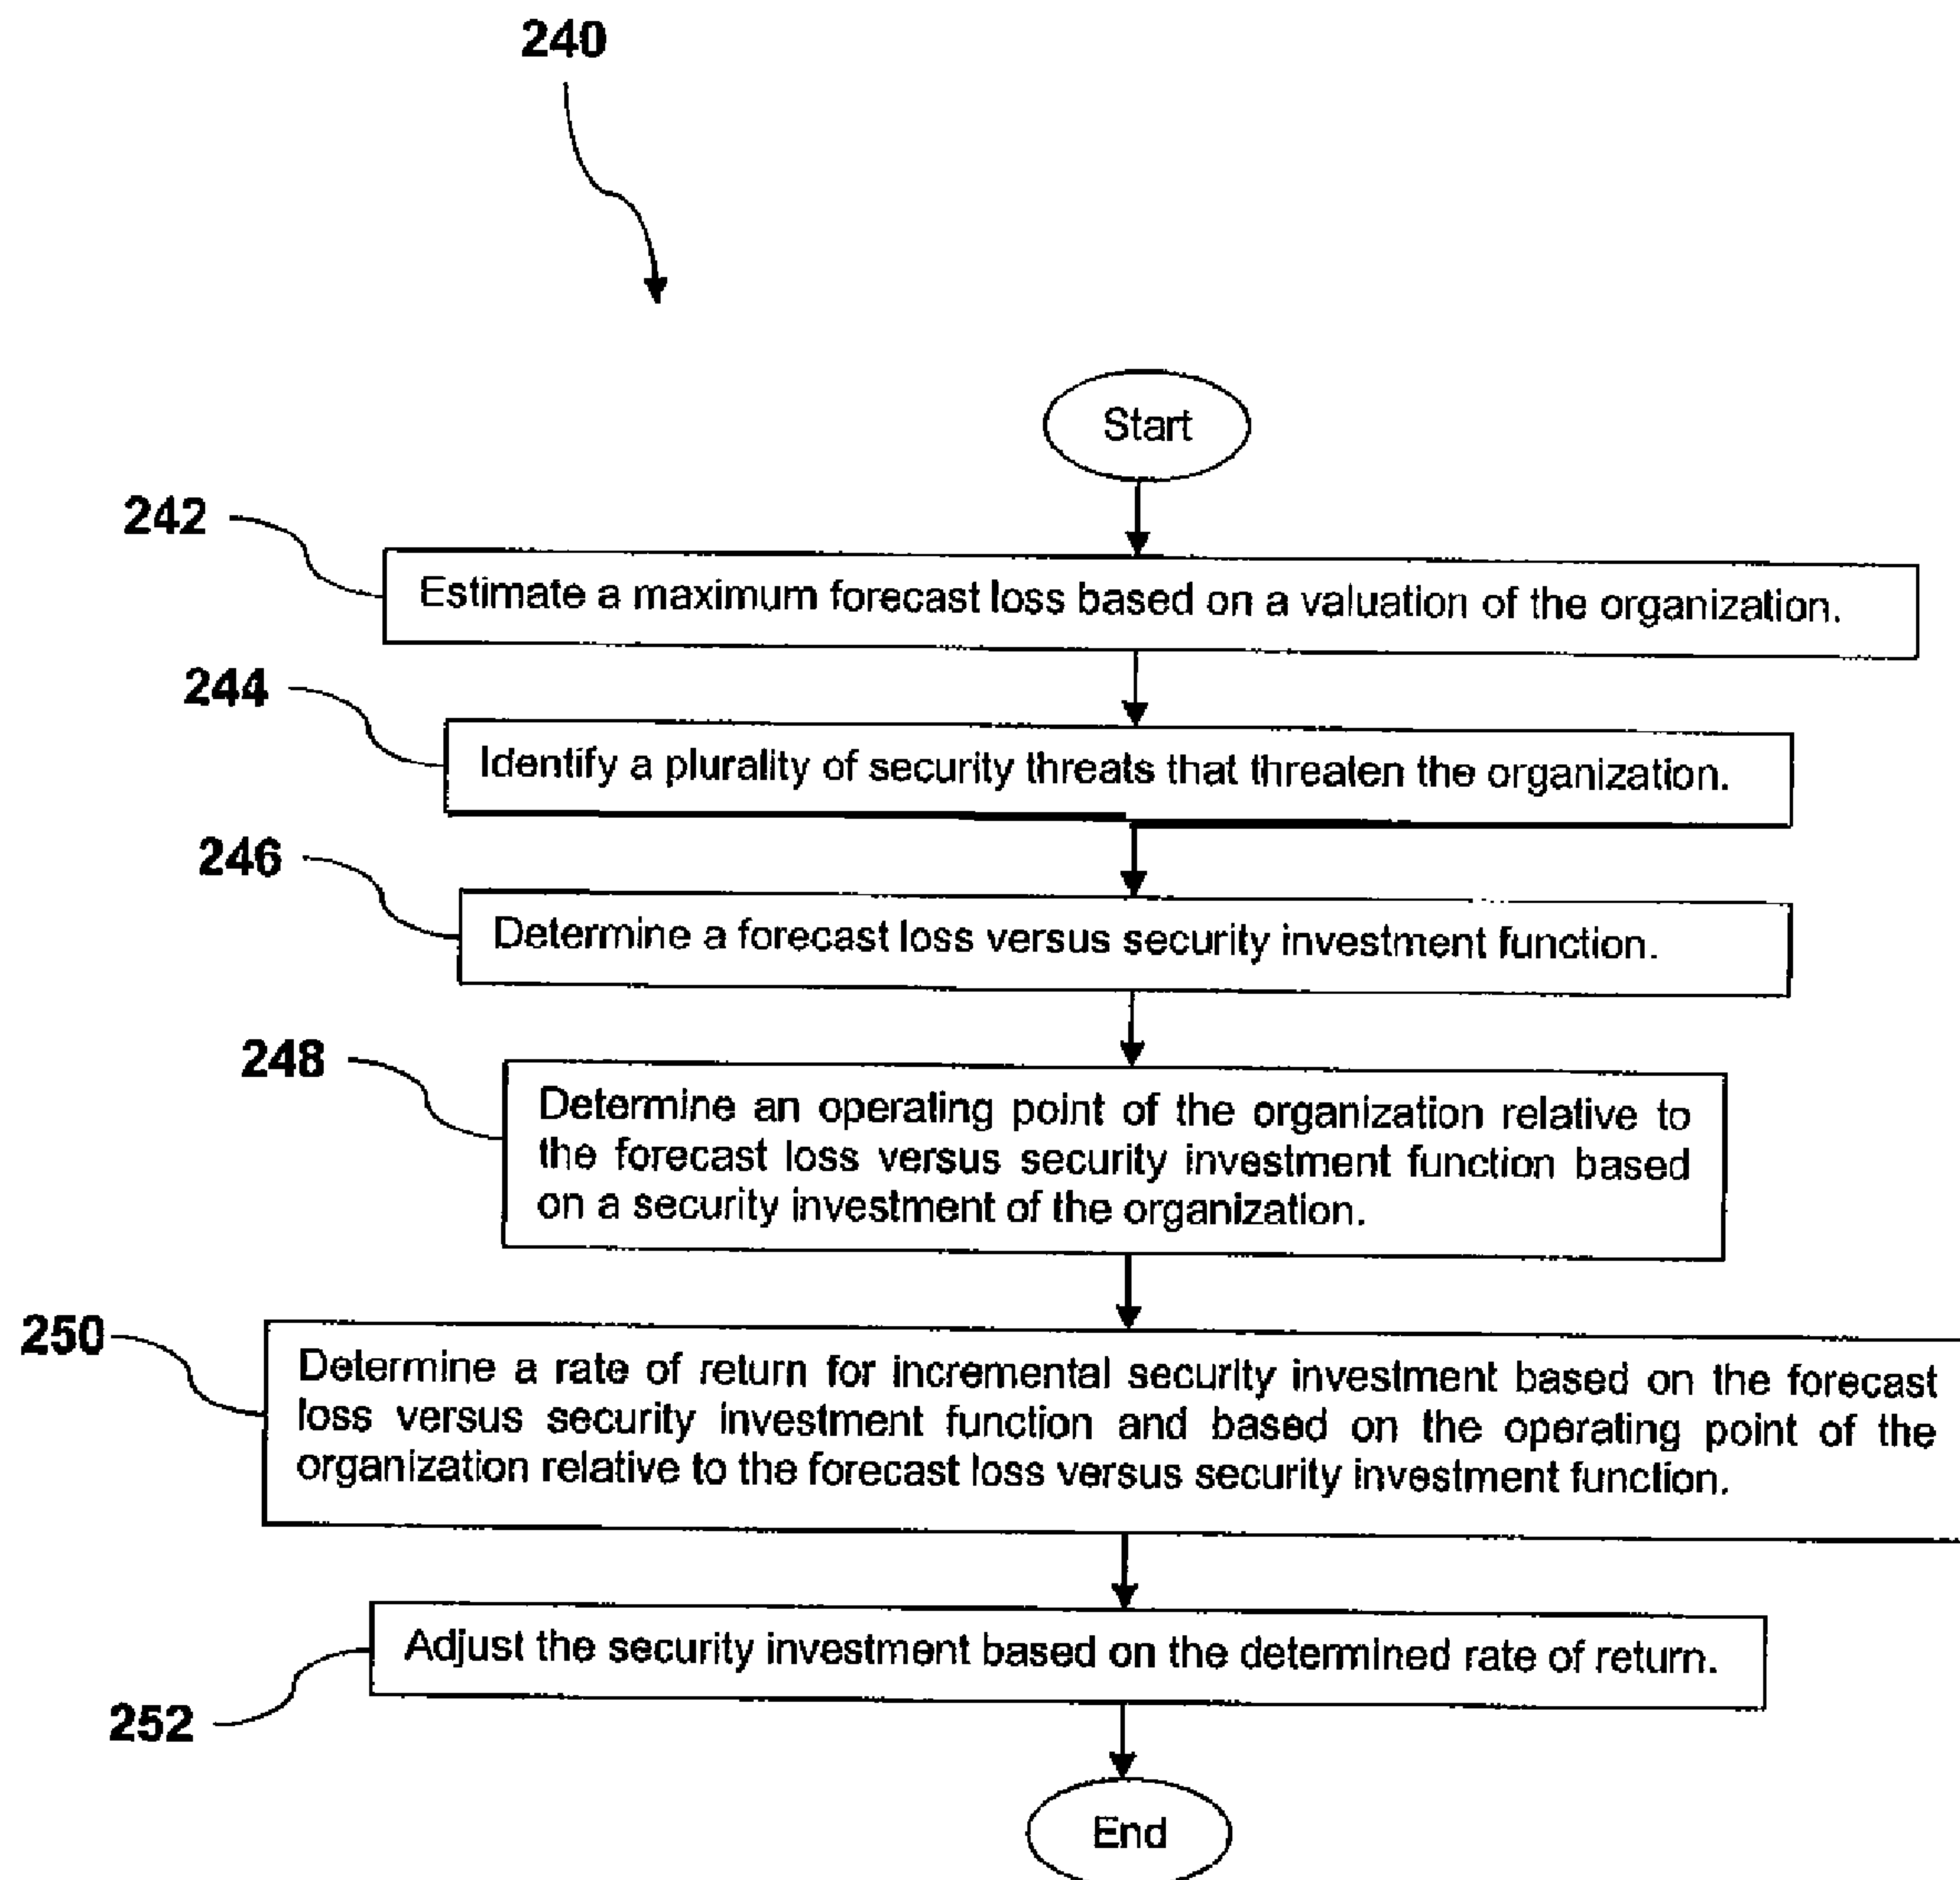 240
Start
242
Estimate a maximum forecast loss based on a valuation of the organization.
244
Identify a plurality of security threats that threaten the organization.
246
Determine a forecast loss versus security investment function.
248
Determine an operating point of the organization relative to
the forecast loss versus security investment function based
on a security investment of the organization.
250
Determine a rate of return for incremental security investment based on the forecast
loss versus security investment function and based on the operating point of the
organization relative to the forecast loss versus security investment function.
Adjust the security investment based on the determined rate of return.
252
End